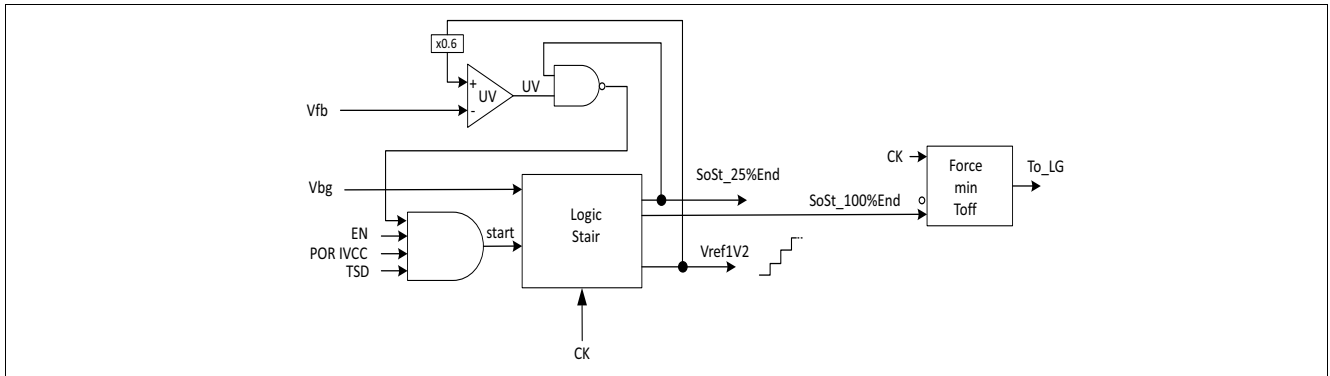 x0.6
+
UV
-
UV
Vfb
Vbg
EN
POR IVCC
TSD
start
Logic
Stair
CK
SoSt_25%End
SoSt_100%End
Vref1V2
CK
Force
min
Toff
To_LG